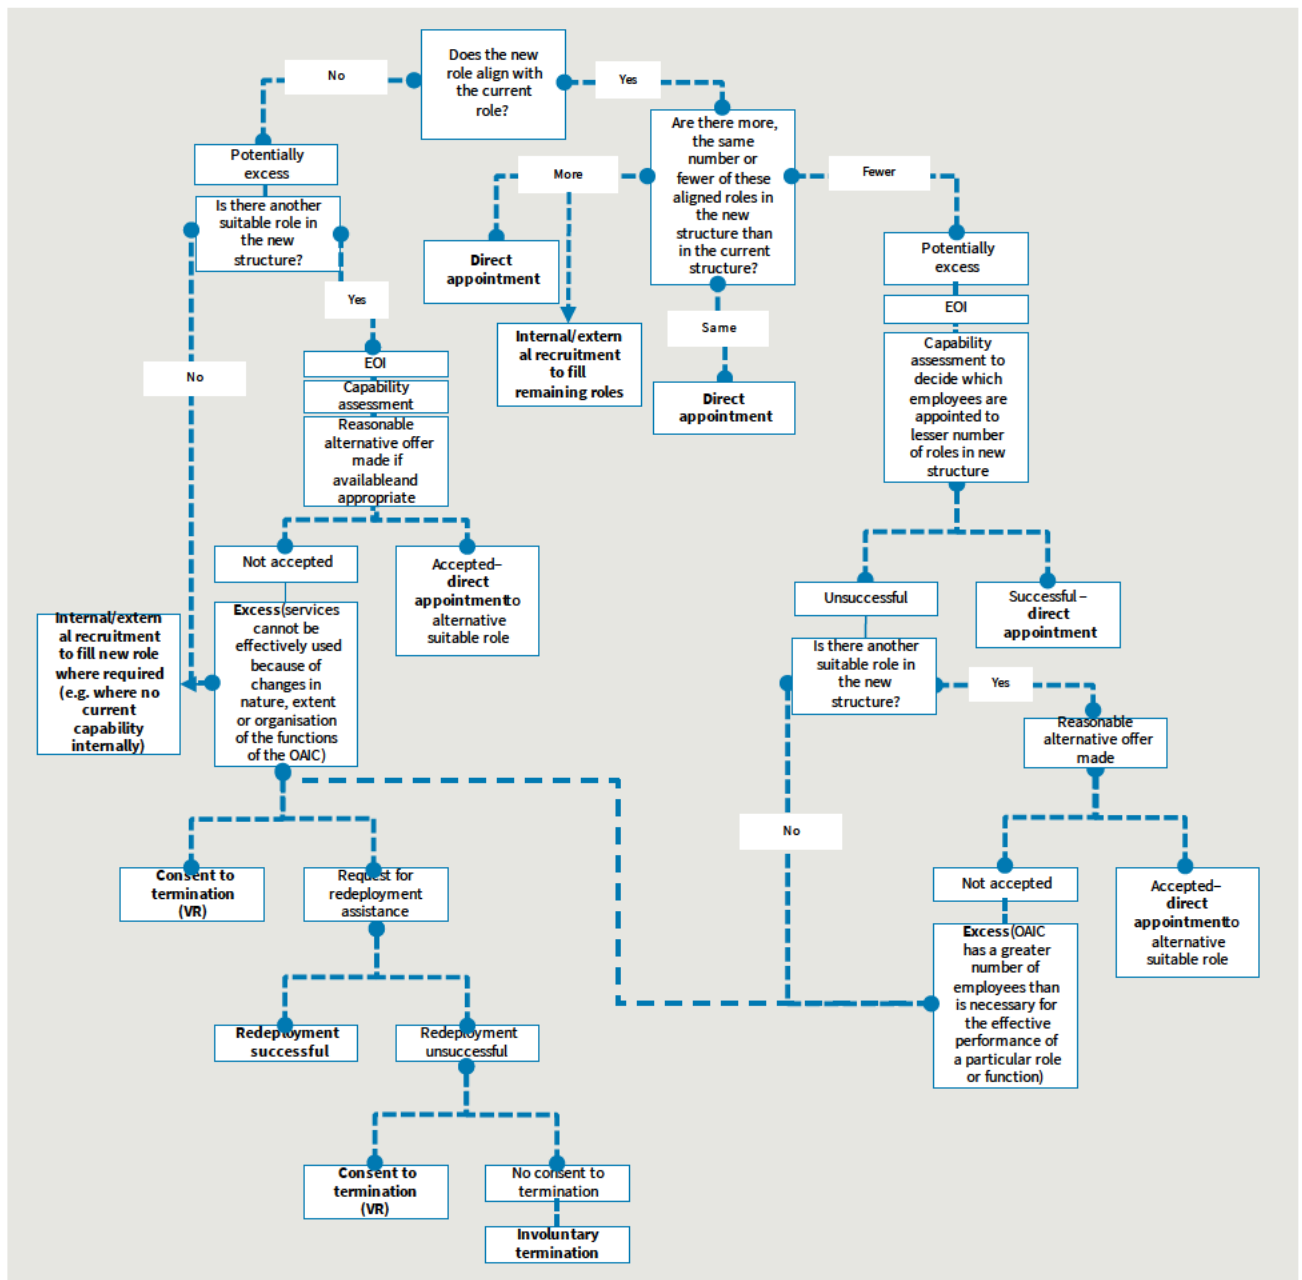 Does the new
role align with
the current
role?
No
Yes
Potentially
excess
Is there another
suitable role in
the new
structure?
Are there more,
the same
number or
fewer of these
aligned roles in
the new
structure than
in the current
structure?
More
Fewer
Direct
appointment
Internal/extern
al recruitment
to fill
remaining roles
Same
Direct
appointment
Potentially
excess
EOI
Capability
assessment to
decide which
employees are
appointed to
lesser number
of roles in new
structure
Yes
No
EOI
Capability
assessment
Reasonable
alternative offer
made if
availableand
appropriate
Not accepted
Accepted–
direct
appointmentto
alternative
suitable role
Internal/extern
al recruitment
to fill new role
where required
(e.g. where no
current
capability
internally)
Excess(services
cannot be
effectively used
because of
changes in
nature, extent
or organisation
of the functions
of the OAIC)
Unsuccessful
Successful –
direct
appointment
Is there another
suitable role in
the new
structure?
Yes
Reasonable
alternative offer
made
No
Not accepted
Accepted–
direct
appointmentto
alternative
suitable role
Excess(OAIC
has a greater
number of
employees than
is necessary for
the effective
performance of
a particular role
or function)
Consent to
termination
(VR)
Request for
redeployment
assistance
Redeployment
successful
Redeployment
unsuccessful
Consent to
termination
(VR)
No consent to
termination
Involuntary
termination